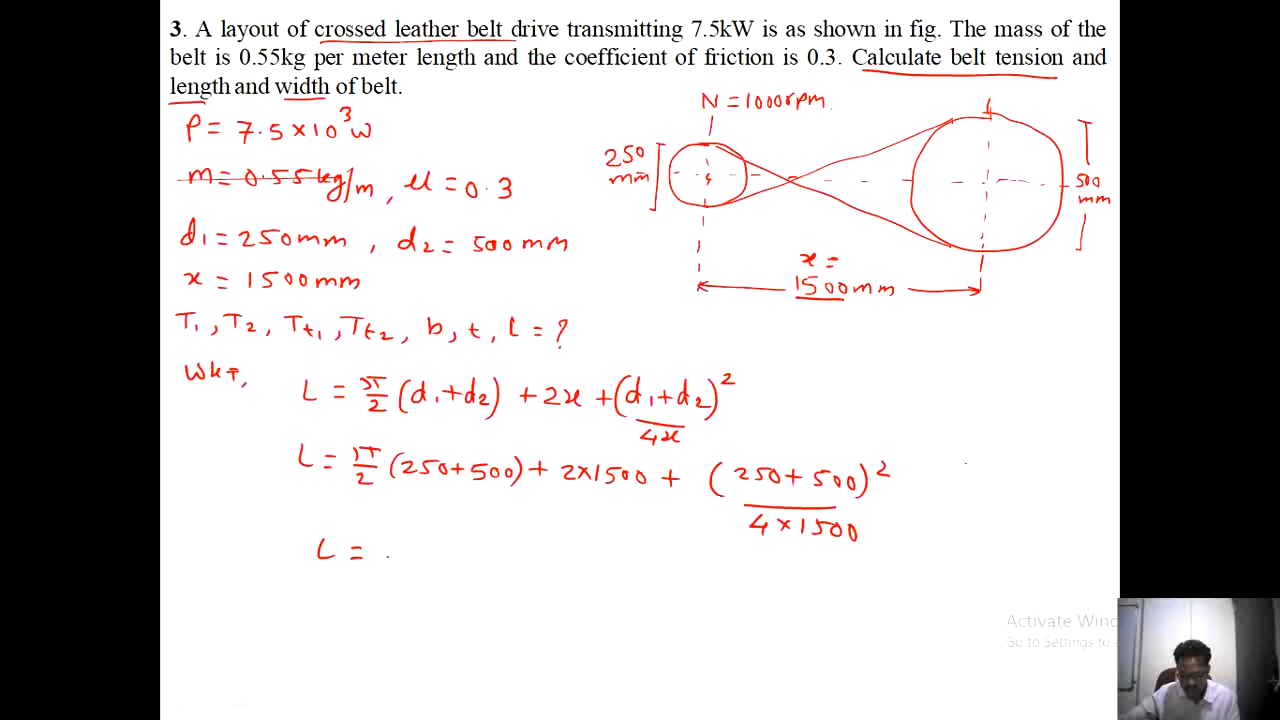 3. A layout of crossed leather belt drive transmitting 7.5kW is as shown in fig. The mass of the
belt is 0.55kg per meter length and the coefficient of friction is 0.3. Calculate belt tension and
length and width of belt.
N = 1000rpm
P = 7.5×10³W
250
mm
500
mm
m = 0.55kg/m, μ = 0.3
d1 = 250mm, d2 = 500mm
x =
1500mm
x = 1500mm
T1, T2, Tt1, Tt2, b, t, L = ?
WKT,
L = π/2 (d1+d2) + 2x + (d1+d2)²/4x
L = π/2 (250+500) + 2×1500 + (250+500)²/4×1500
L =
Activate Winc
Go to Settings to